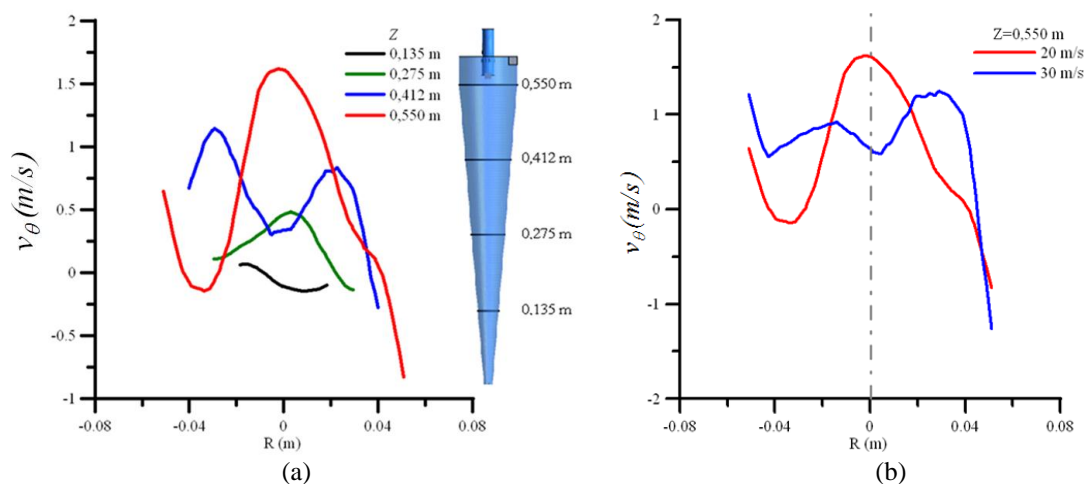 2
1.5
1
0.5
0
-0.5
-1
v_θ (m/s)
-0.08
-0.04
0
0.04
0.08
R (m)
Z
0,135 m
0,275 m
0,412 m
0,550 m
0,550 m
0,412 m
0,275 m
0,135 m
(a)
2
1
0
-1
-2
v_θ (m/s)
-0.08
-0.04
0
0.04
0.08
R (m)
Z=0,550 m
20 m/s
30 m/s
(b)